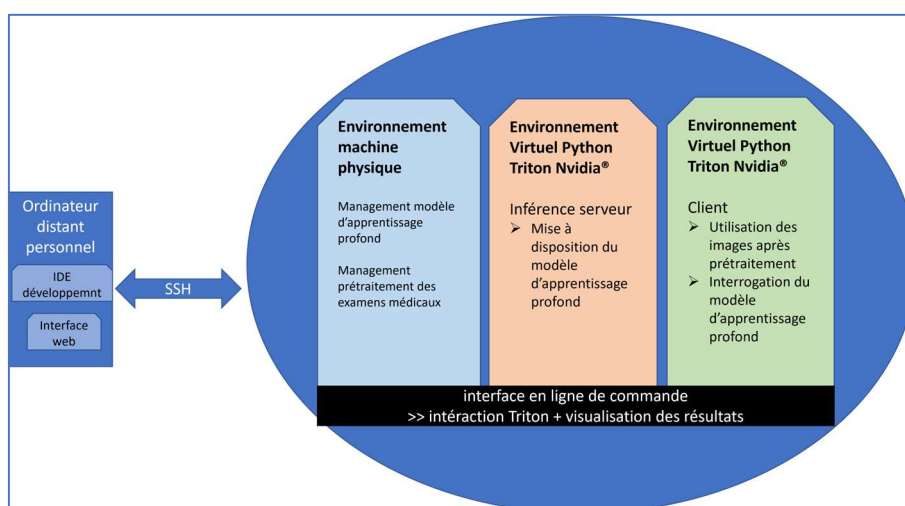 Ordinateur
distant
personnel
IDE
développemnt
Interface
web
SSH
Environnement
machine
physique
Management modèle
d'apprentissage
profond
Management
prétraitement des
examens médicaux
Environnement
Virtuel Python
Triton Nvidia®
Inférence serveur
➢ Mise à
disposition du
modèle
d'apprentissage
profond
Environnement
Virtuel Python
Triton Nvidia®
Client
➢ Utilisation des
images après
prétraitement
➢ Interrogation du
modèle
d'apprentissage
profond
interface en ligne de commande
>> intéraction Triton + visualisation des résultats